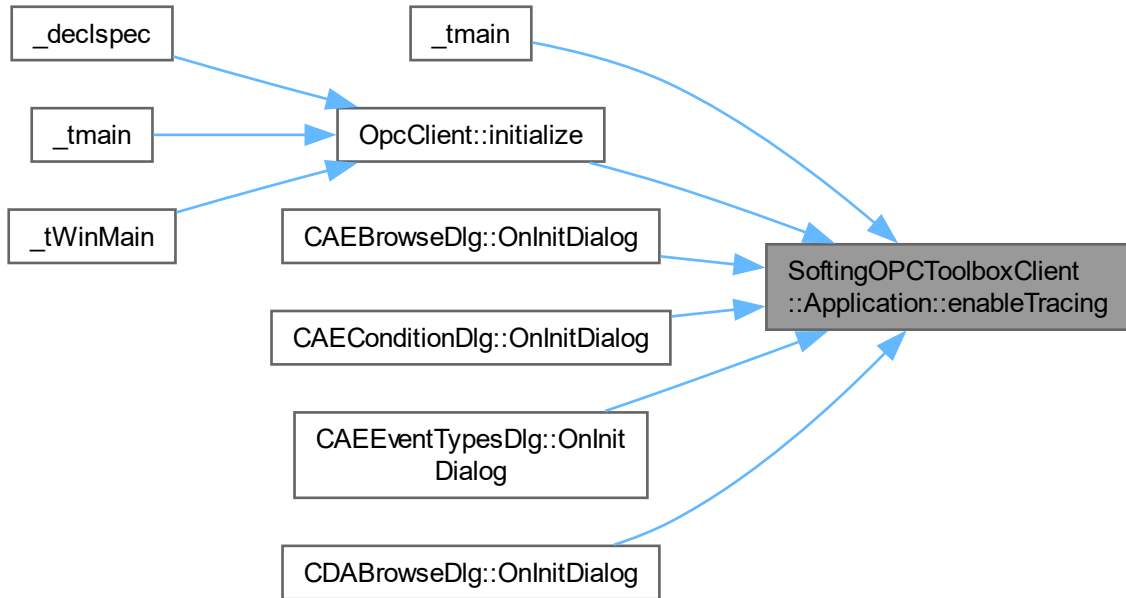 _declspec
_tmain
_tmain
OpcClient::initialize
_tWinMain
CAEBrowseDlg::OnInitDialog
SoftingOPCToolboxClient
::Application::enableTracing
CAEConditionDlg::OnInitDialog
CAEEventTypesDlg::OnInit
Dialog
CDABrowseDlg::OnInitDialog